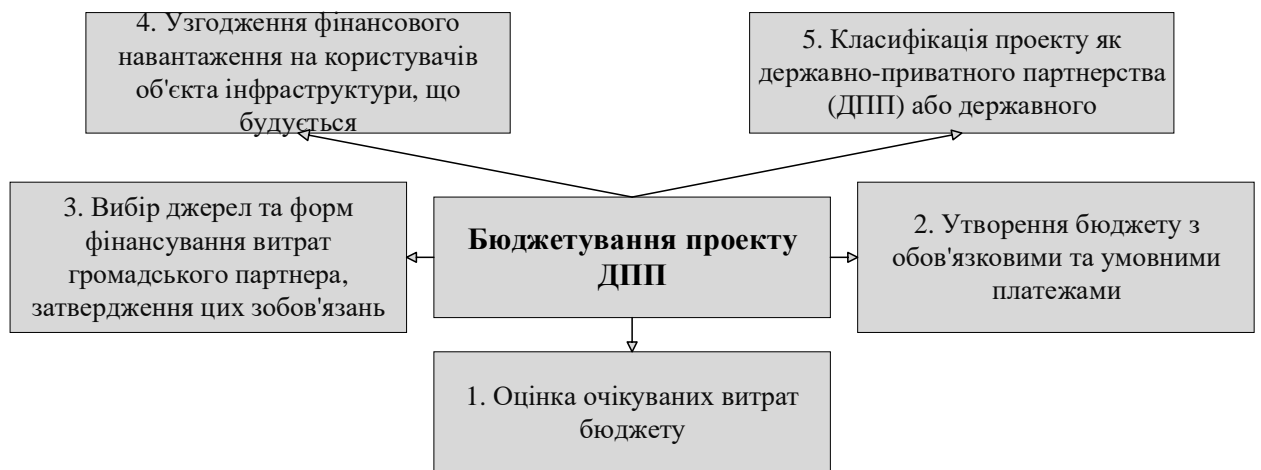 4. Узгодження фінансового
навантаження на користувачів
об'єкта інфраструктури, що
будується
5. Класифікація проекту як
державно-приватного партнерства
(ДПП) або державного
3. Вибір джерел та форм
фінансування витрат
громадського партнера,
затвердження цих зобов'язань
Бюджетування проекту
ДПП
2. Утворення бюджету з
обов'язковими та умовними
платежами
1. Оцінка очікуваних витрат
бюджету